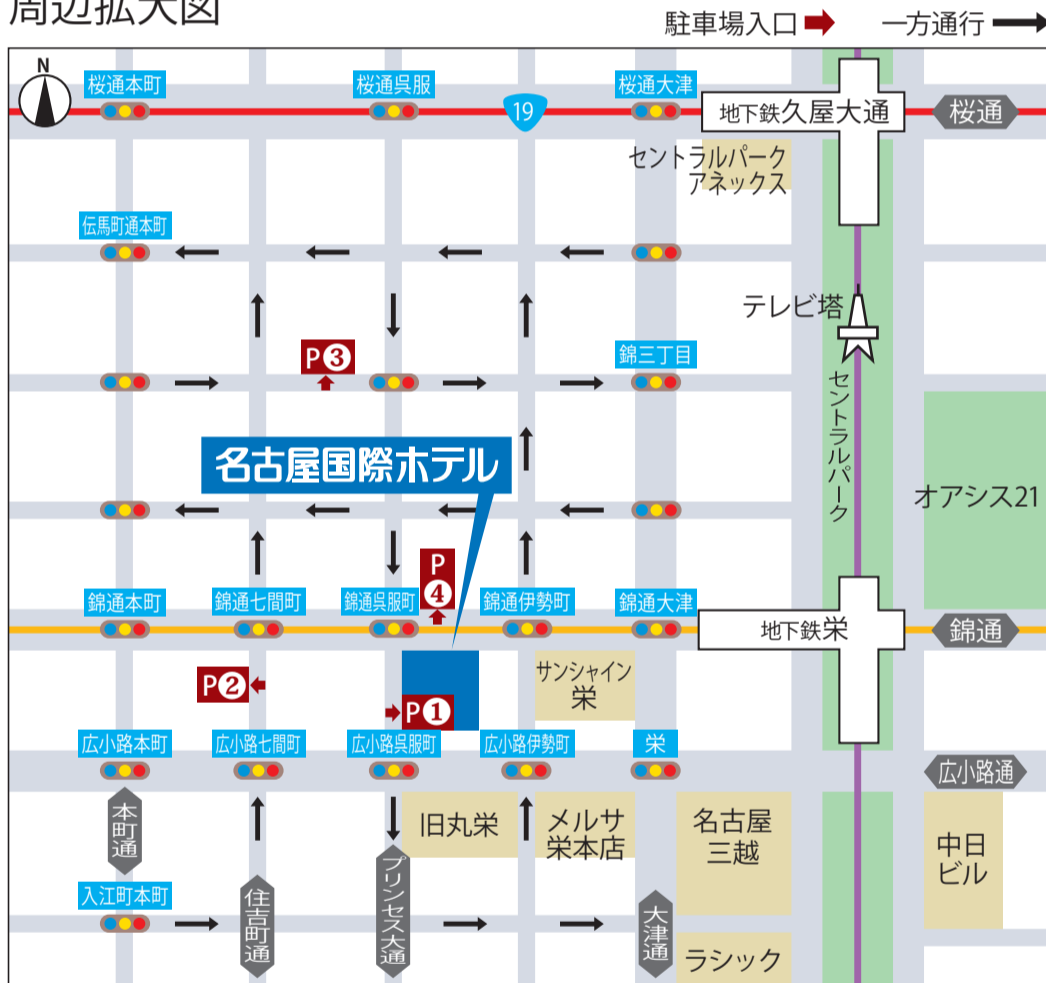 周辺拡大図
駐車場入口
一方通行
N
桜通本町
桜通呉服
19
桜通大津
地下鉄久屋大通
桜通
セントラルパーク
アネックス
伝馬町通本町
テレビ塔
P3
錦三丁目
セントラルパーク
名古屋国際ホテル
オアシス21
P
4
錦通本町
錦通七間町
錦通呉服町
錦通伊勢町
錦通大津
地下鉄栄
錦通
サンシャイン
栄
P2
P1
広小路本町
広小路七間町
広小路呉服町
広小路伊勢町
栄
広小路通
本町通
旧丸栄
メルサ
栄本店
名古屋
三越
中日
ビル
入江町本町
住吉町通
プリンセス大通
大津通
ラシック